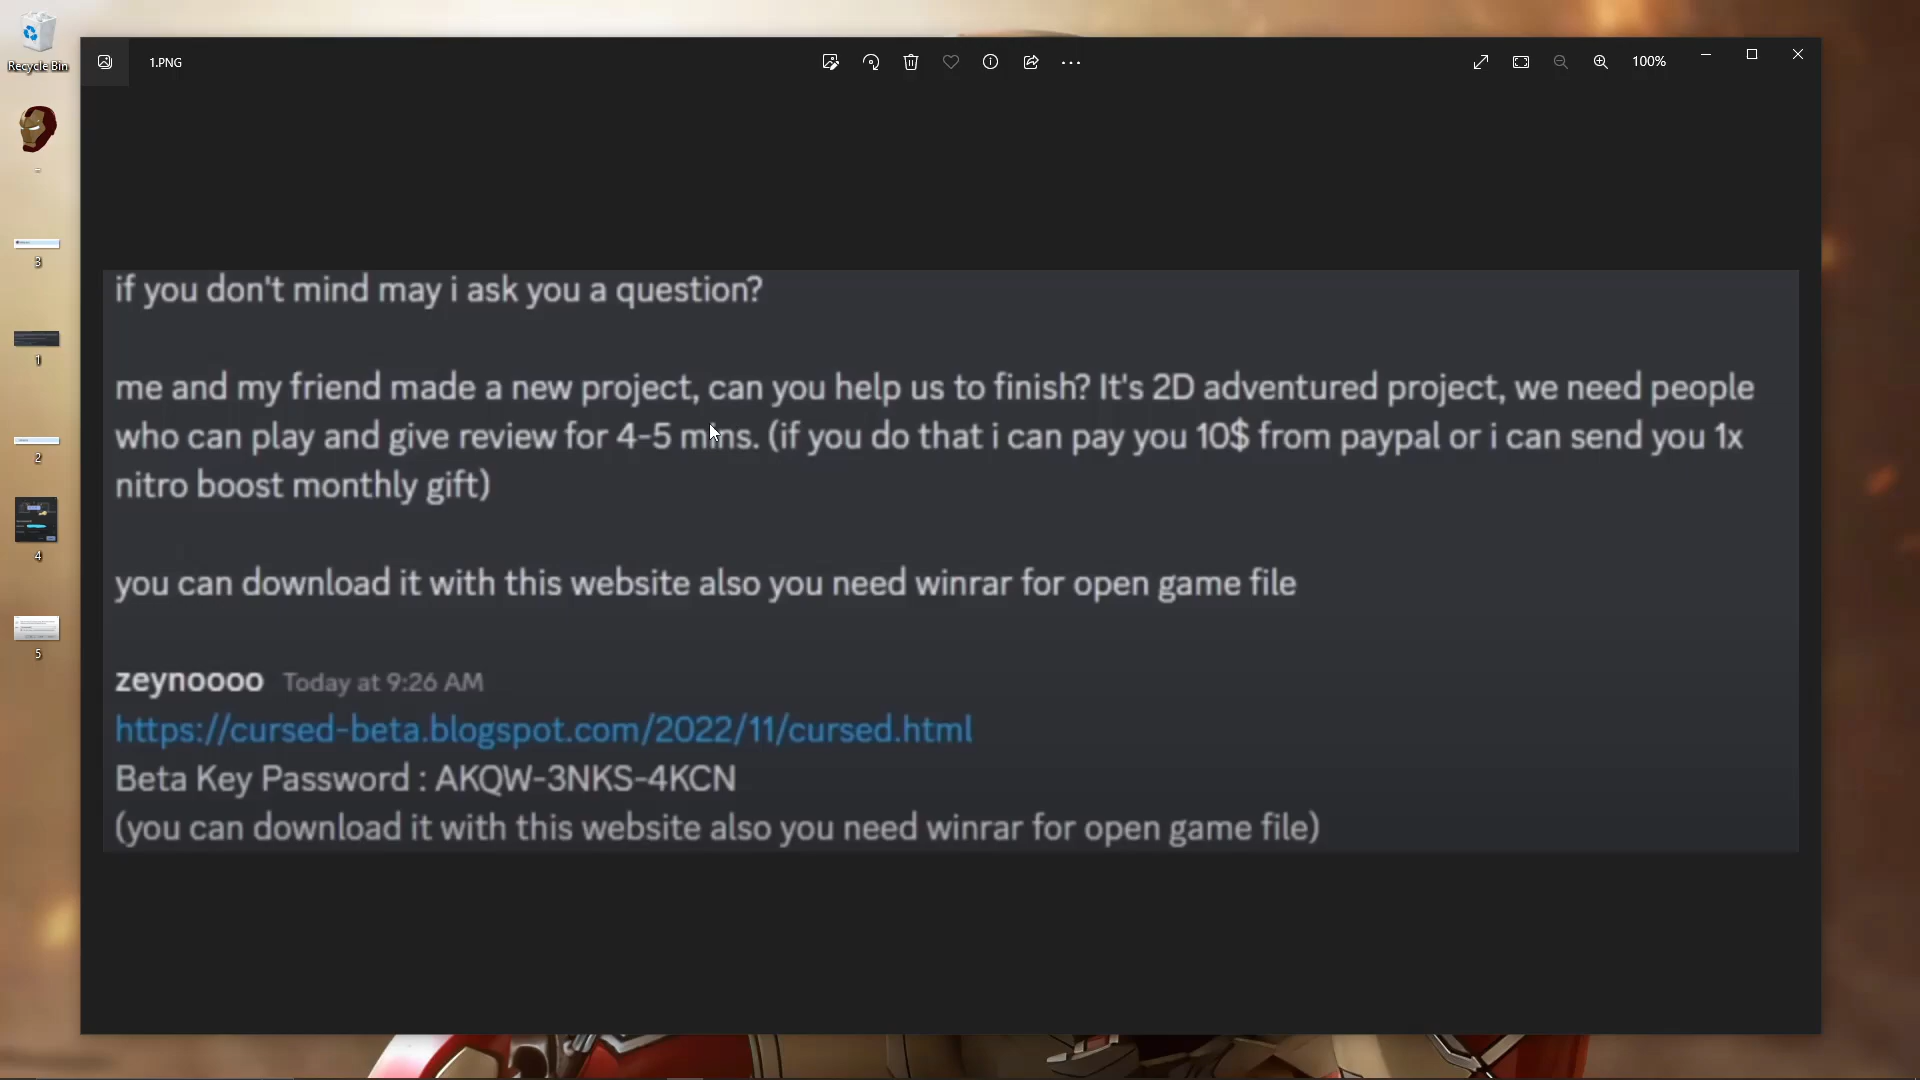 Recycle Bin
1.PNG
100%
3
1
2
4
5
if you don't mind may i ask you a question?
me and my friend made a new project, can you help us to finish? It's 2D adventured project, we need people
who can play and give review for 4-5 mins. (if you do that i can pay you 10$ from paypal or i can send you 1x
nitro boost monthly gift)
you can download it with this website also you need winrar for open game file
zeynoooo Today at 9:26 AM
https://cursed-beta.blogspot.com/2022/11/cursed.html
Beta Key Password : AKQW-3NKS-4KCN
(you can download it with this website also you need winrar for open game file)